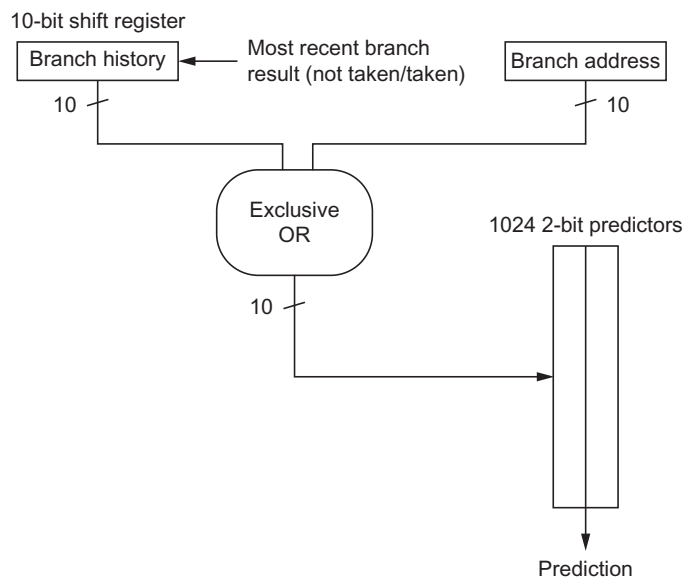 10-bit shift register
Branch history
Most recent branch
result (not taken/taken)
Branch address
10
10
Exclusive
OR
1024 2-bit predictors
10
Prediction